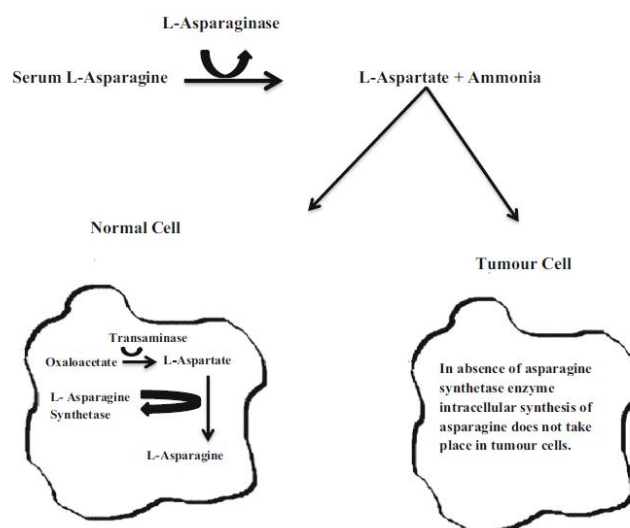 L-Asparaginase
Serum L-Asparagine
L-Aspartate + Ammonia
Normal Cell
Tumour Cell
Transaminase
Oxaloacetate
L-Aspartate
L- Asparagine
Synthetase
L-Asparagine
In absence of asparagine
synthetase enzyme
intracellular synthesis of
asparagine does not take
place in tumour cells.